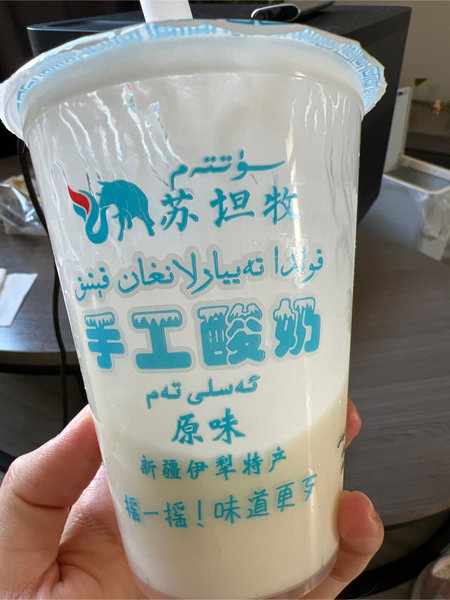 سۈتتەم
苏坦牧
قولدا تەييارلانغان قېتىق
手工酸奶
ئەسلى تەم
原味
新疆伊犁特产
摇一摇！味道更